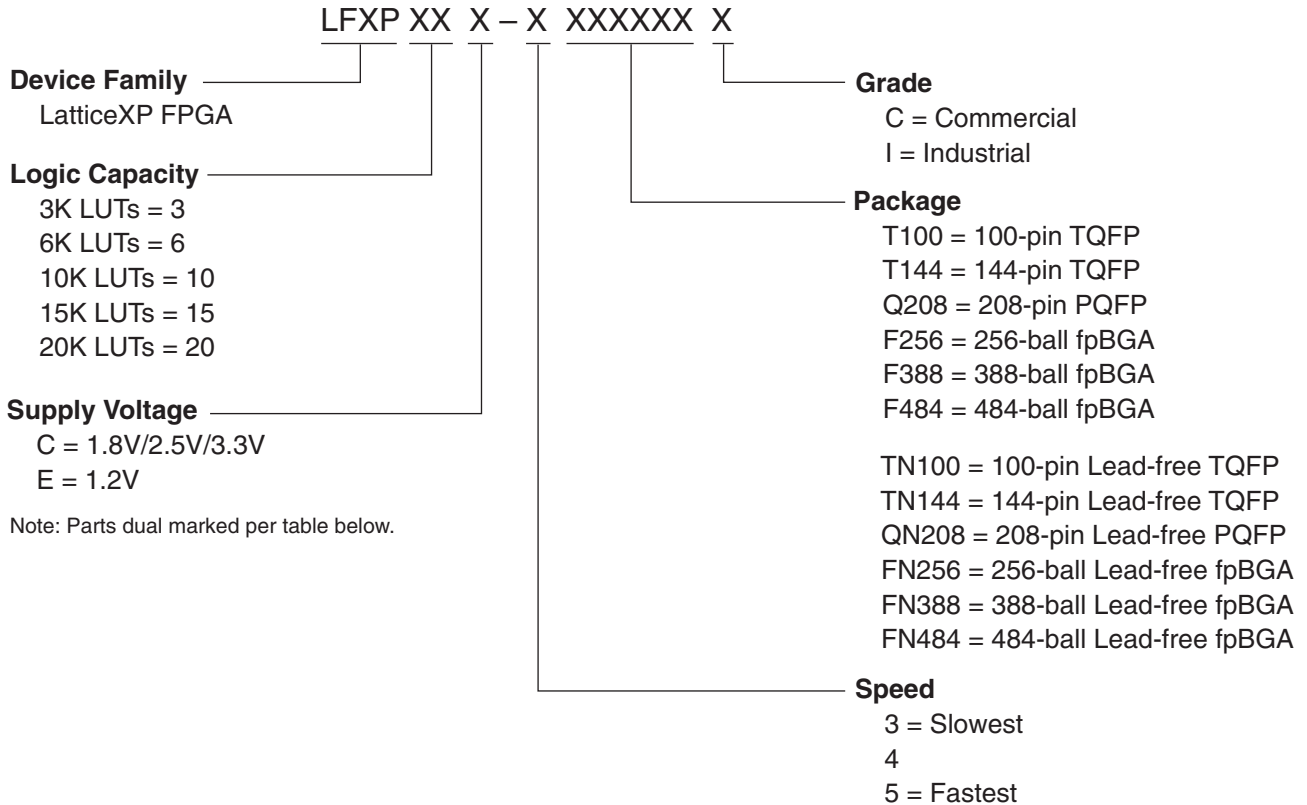 LFXP XX X – X XXXXXX X
Device Family
LatticeXP FPGA
Logic Capacity
3K LUTs = 3
6K LUTs = 6
10K LUTs = 10
15K LUTs = 15
20K LUTs = 20
Supply Voltage
C = 1.8V/2.5V/3.3V
E = 1.2V
Note: Parts dual marked per table below.
Grade
C = Commercial
I = Industrial
Package
T100 = 100-pin TQFP
T144 = 144-pin TQFP
Q208 = 208-pin PQFP
F256 = 256-ball fpBGA
F388 = 388-ball fpBGA
F484 = 484-ball fpBGA
TN100 = 100-pin Lead-free TQFP
TN144 = 144-pin Lead-free TQFP
QN208 = 208-pin Lead-free PQFP
FN256 = 256-ball Lead-free fpBGA
FN388 = 388-ball Lead-free fpBGA
FN484 = 484-ball Lead-free fpBGA
Speed
3 = Slowest
4
5 = Fastest